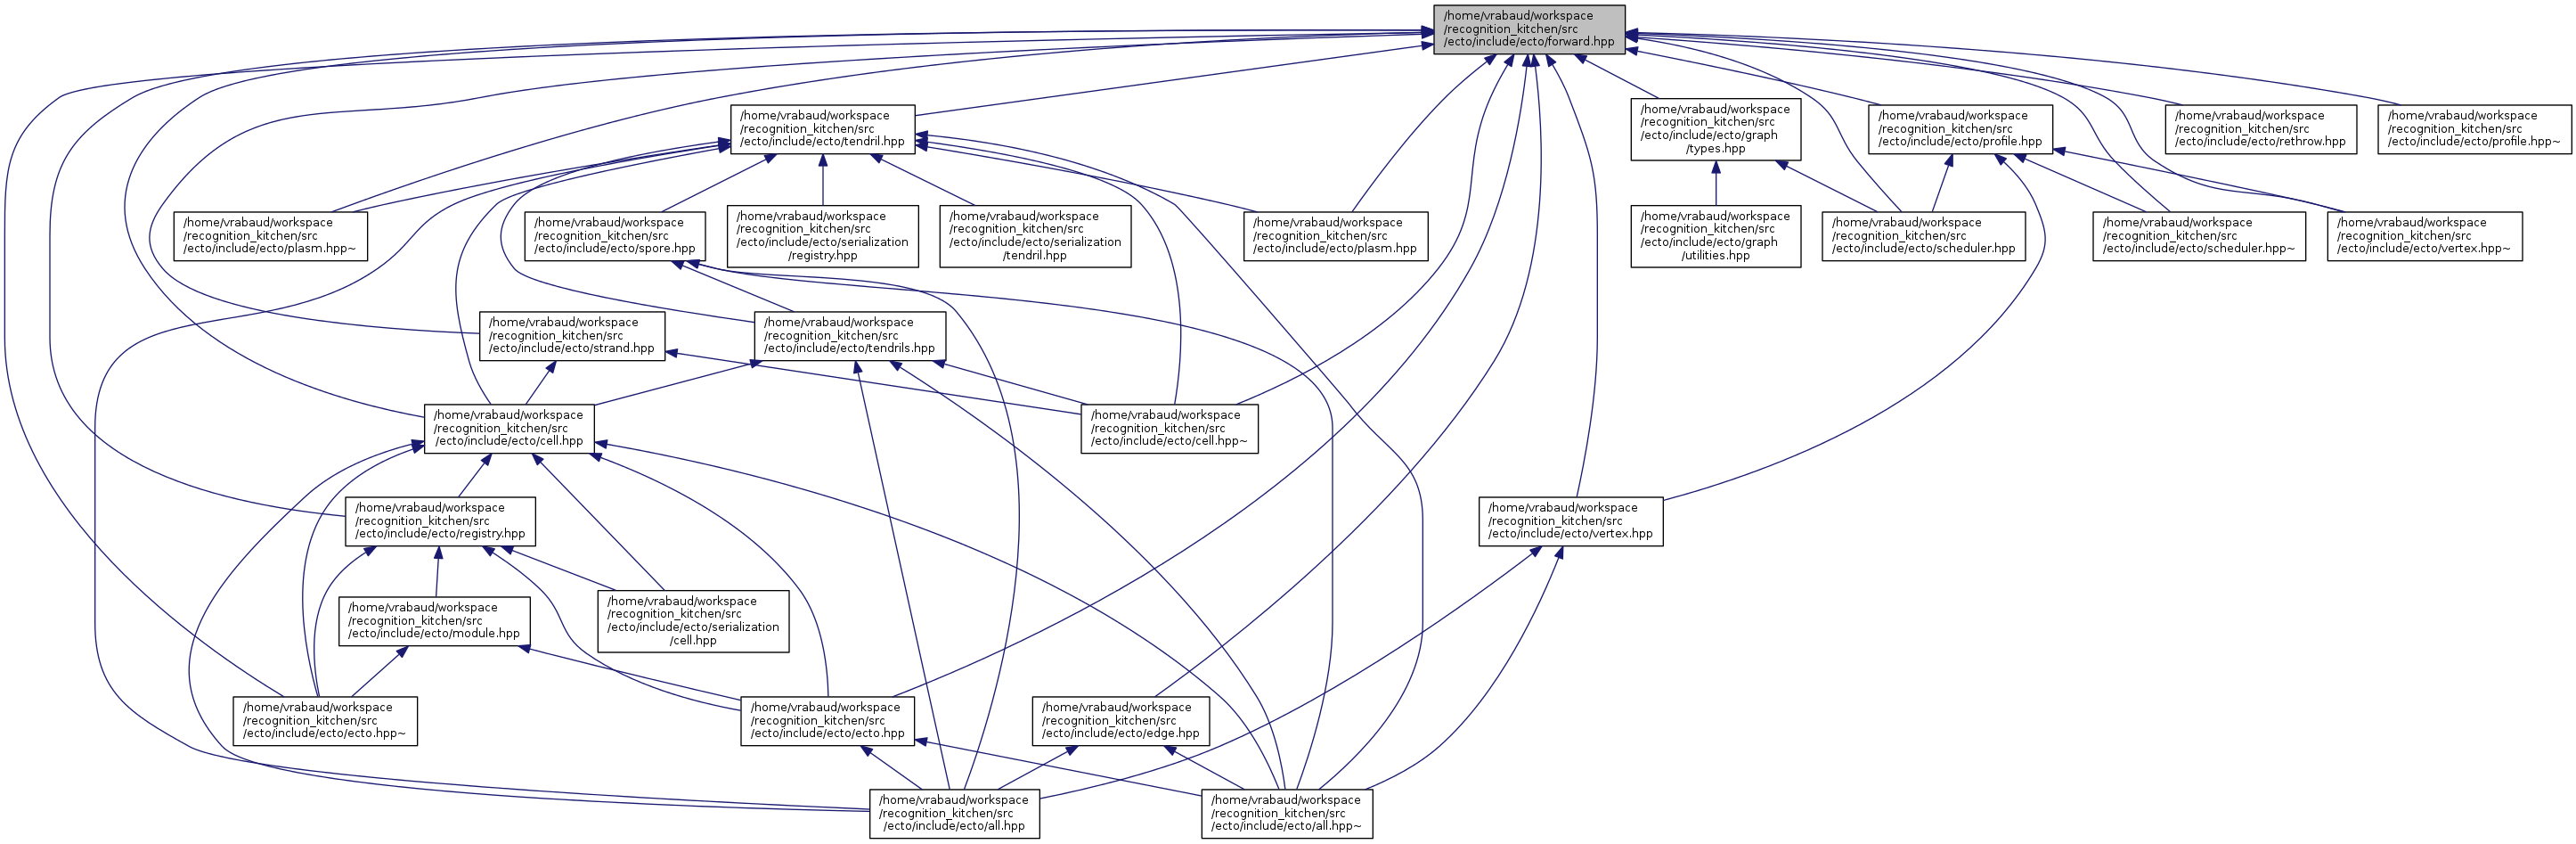 /home/vrabaud/workspace
/recognition_kitchen/src
/ecto/include/ecto/forward.hpp
/home/vrabaud/workspace
/recognition_kitchen/src
/ecto/include/ecto/tendril.hpp
/home/vrabaud/workspace
/recognition_kitchen/src
/ecto/include/ecto/graph
/types.hpp
/home/vrabaud/workspace
/recognition_kitchen/src
/ecto/include/ecto/profile.hpp
/home/vrabaud/workspace
/recognition_kitchen/src
/ecto/include/ecto/rethrow.hpp
/home/vrabaud/workspace
/recognition_kitchen/src
/ecto/include/ecto/profile.hpp~
/home/vrabaud/workspace
/recognition_kitchen/src
/ecto/include/ecto/plasm.hpp~
/home/vrabaud/workspace
/recognition_kitchen/src
/ecto/include/ecto/spore.hpp
/home/vrabaud/workspace
/recognition_kitchen/src
/ecto/include/ecto/serialization
/registry.hpp
/home/vrabaud/workspace
/recognition_kitchen/src
/ecto/include/ecto/serialization
/tendril.hpp
/home/vrabaud/workspace
/recognition_kitchen/src
/ecto/include/ecto/plasm.hpp
/home/vrabaud/workspace
/recognition_kitchen/src
/ecto/include/ecto/graph
/utilities.hpp
/home/vrabaud/workspace
/recognition_kitchen/src
/ecto/include/ecto/scheduler.hpp
/home/vrabaud/workspace
/recognition_kitchen/src
/ecto/include/ecto/scheduler.hpp~
/home/vrabaud/workspace
/recognition_kitchen/src
/ecto/include/ecto/vertex.hpp~
/home/vrabaud/workspace
/recognition_kitchen/src
/ecto/include/ecto/strand.hpp
/home/vrabaud/workspace
/recognition_kitchen/src
/ecto/include/ecto/tendrils.hpp
/home/vrabaud/workspace
/recognition_kitchen/src
/ecto/include/ecto/cell.hpp
/home/vrabaud/workspace
/recognition_kitchen/src
/ecto/include/ecto/cell.hpp~
/home/vrabaud/workspace
/recognition_kitchen/src
/ecto/include/ecto/registry.hpp
/home/vrabaud/workspace
/recognition_kitchen/src
/ecto/include/ecto/vertex.hpp
/home/vrabaud/workspace
/recognition_kitchen/src
/ecto/include/ecto/module.hpp
/home/vrabaud/workspace
/recognition_kitchen/src
/ecto/include/ecto/serialization
/cell.hpp
/home/vrabaud/workspace
/recognition_kitchen/src
/ecto/include/ecto/ecto.hpp~
/home/vrabaud/workspace
/recognition_kitchen/src
/ecto/include/ecto/ecto.hpp
/home/vrabaud/workspace
/recognition_kitchen/src
/ecto/include/ecto/edge.hpp
/home/vrabaud/workspace
/recognition_kitchen/src
/ecto/include/ecto/all.hpp
/home/vrabaud/workspace
/recognition_kitchen/src
/ecto/include/ecto/all.hpp~